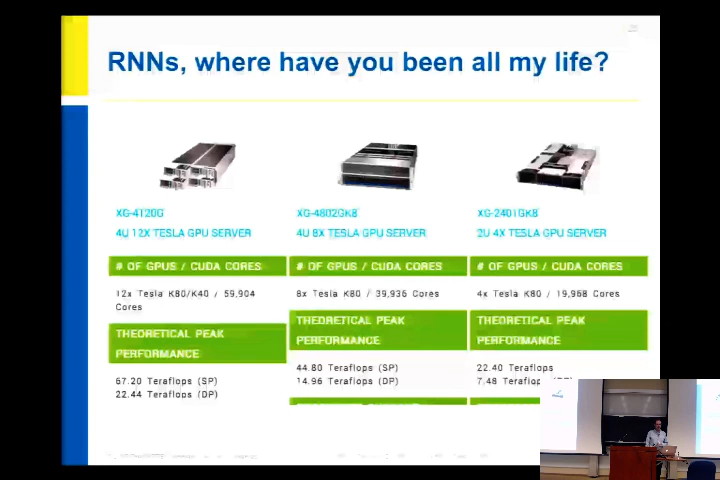 RNNs, where have you been all my life?
XG-4120G
4U 12X TESLA GPU SERVER
# OF GPUS / CUDA CORES
12x Tesla K80/K40 / 59,904
Cores
THEORETICAL PEAK
PERFORMANCE
67.20 Teraflops (SP)
22.44 Teraflops (DP)
XG-4802GK8
4U 8X TESLA GPU SERVER
# OF GPUS / CUDA CORES
8x Tesla K80 / 39,936 Cores
THEORETICAL PEAK
PERFORMANCE
44.80 Teraflops (SP)
14.96 Teraflops (DP)
XG-2401GK8
2U 4X TESLA GPU SERVER
# OF GPUS / CUDA CORES
4x Tesla K80 / 19,968 Cores
THEORETICAL PEAK
PERFORMANCE
22.40 Teraflops
7.48